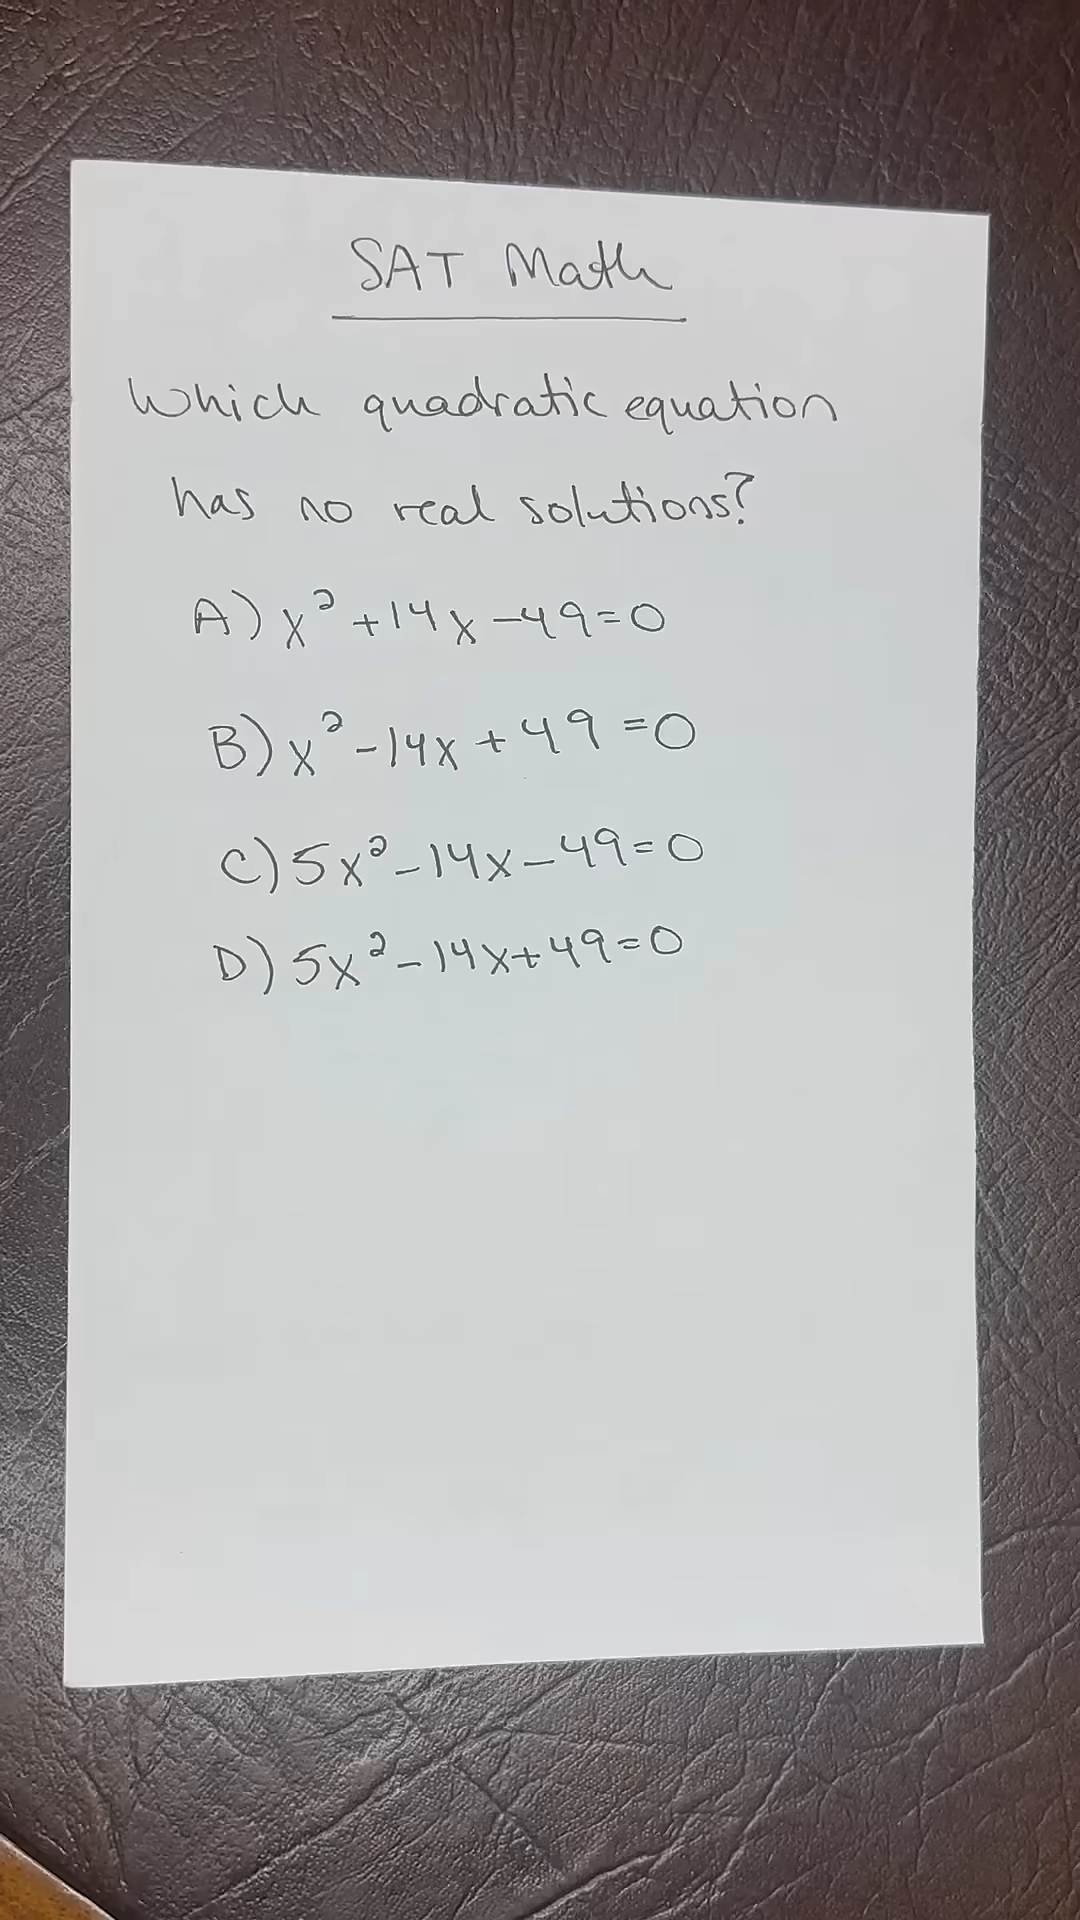 SAT Math
Which quadratic equation
has no real solutions?
A) x² +14x -49=0
B) x² -14x + 49 =0
C) 5x² -14x -49=0
D) 5x² -14x+49=0